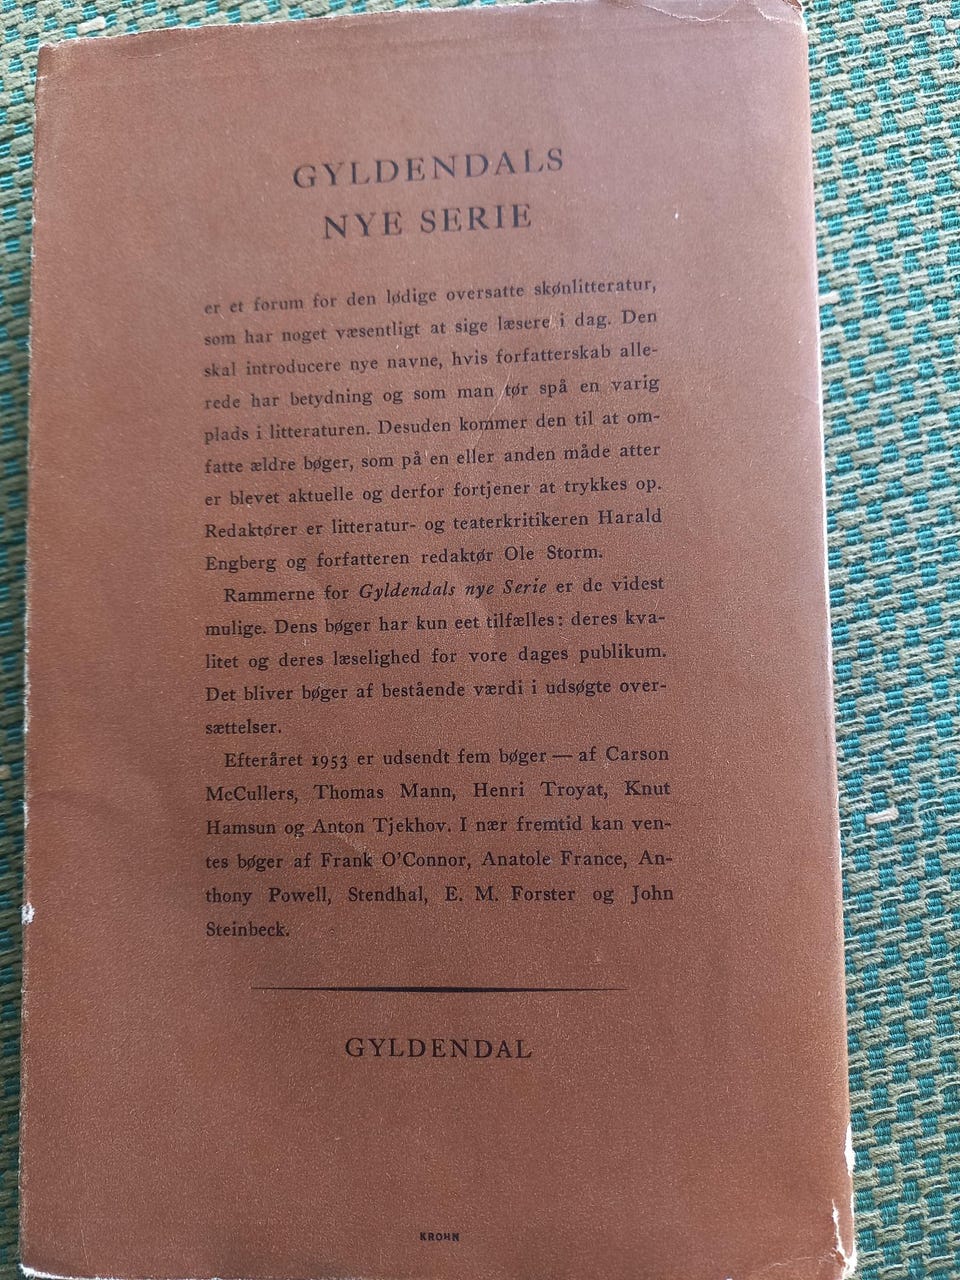 GYLDENDALS
NYE SERIE
er et forum for den lødige oversatte skønlitteratur,
som har noget væsentligt at sige læsere i dag. Den
skal introducere nye navne, hvis forfatterskab alle-
rede har betydning og som man tør spå en varig
plads i litteraturen. Desuden kommer den til at om-
fatte ældre bøger, som på en eller anden måde atter
er blevet aktuelle og derfor fortjener at trykkes op.
Redaktører er litteratur- og teaterkritikeren Harald
Engberg og forfatteren redaktør Ole Storm.
Rammerne for Gyldendals nye Serie er de videst
mulige. Dens bøger har kun eet tilfælles: deres kva-
litet og deres læselighed for vore dages publikum.
Det bliver bøger af bestående værdi i udsøgte over-
sættelser.
Efteråret 1953 er udsendt fem bøger — af Carson
McCullers, Thomas Mann, Henri Troyat, Knut
Hamsun og Anton Tjekhov. I nær fremtid kan ven-
tes bøger af Frank O'Connor, Anatole France, An-
thony Powell, Stendhal, E. M. Forster og John
Steinbeck.
GYLDENDAL
KROHN